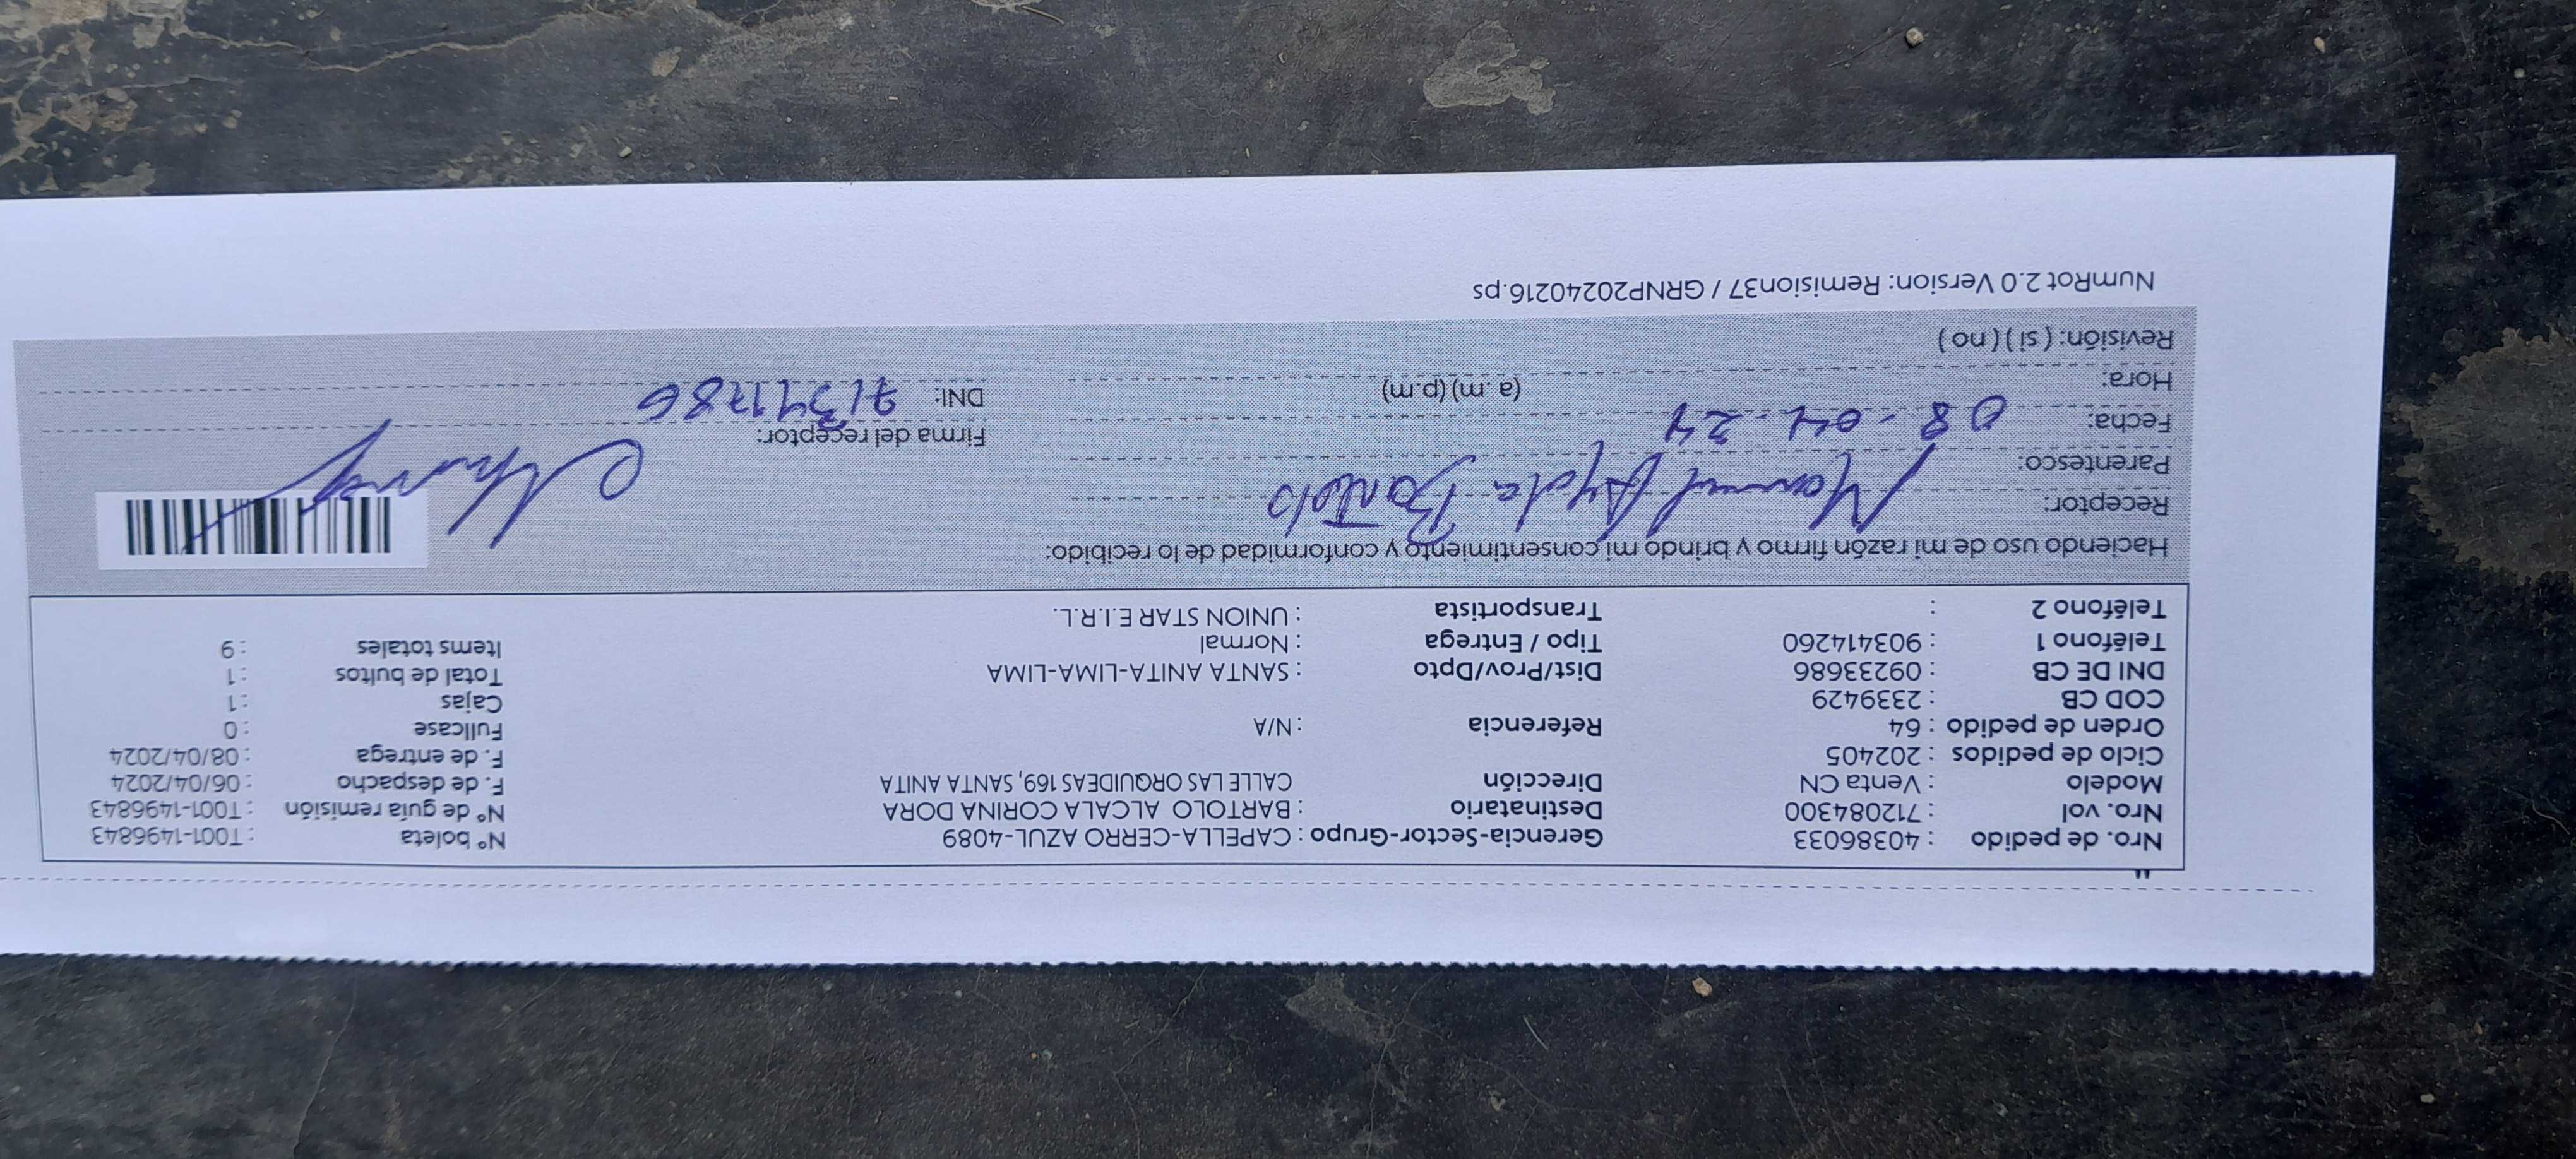 Nro. de pedido : 40386033 Gerencia-Sector-Grupo : CAPELLA-CERRO AZUL-4089 N° boleta : T001-1496843
Nro. vol : 712084300 Destinatario : BARTOLO ALCALA CORINA DORA N° de guía remisión : T001-1496843
Modelo : Venta CN Dirección CALLE LAS ORQUIDEAS 169, SANTA ANITA F. de despacho : 06/04/2024
Ciclo de pedidos : 202405 F. de entrega : 08/04/2024
Orden de pedido : 64 Referencia : N/A Fullcase : 0
COD CB : 2339429 Cajas : 1
DNI DE CB : 09233686 Dist/Prov/Dpto : SANTA ANITA-LIMA-LIMA Total de bultos : 1
Teléfono 1 : 903414260 Tipo / Entrega : Normal Items totales : 9
Teléfono 2 : Transportista : UNION STAR E.I.R.L.
Haciendo uso de mi razón firmo y brindo mi consentimiento y conformidad de lo recibido:
Receptor: Manuel Ayala Bartolo
Parentesco:
Fecha: 08-04-24 Firma del receptor:
Hora: (a.m) (p.m) DNI: 71341786
Revisión: ( si ) ( no )
NumRot 2.0 Version: Remision37 / GRNP20240216.ps